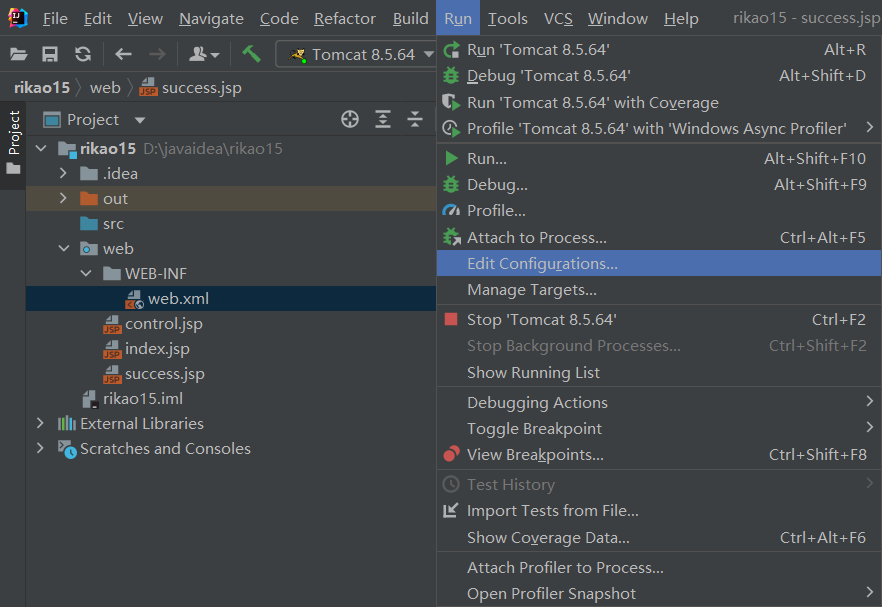 File Edit View Navigate Code Refactor Build Run Tools VCS Window Help rikao15 - success.jsp
Tomcat 8.5.64
rikao15 web success.jsp
Project
Project
rikao15 D:\javaidea\rikao15
.idea
out
src
web
WEB-INF
web.xml
control.jsp
index.jsp
success.jsp
rikao15.iml
External Libraries
Scratches and Consoles
Run 'Tomcat 8.5.64' Alt+R
Debug 'Tomcat 8.5.64' Alt+Shift+D
Run 'Tomcat 8.5.64' with Coverage
Profile 'Tomcat 8.5.64' with 'Windows Async Profiler'
Run... Alt+Shift+F10
Debug... Alt+Shift+F9
Profile...
Attach to Process... Ctrl+Alt+F5
Edit Configurations...
Manage Targets...
Stop 'Tomcat 8.5.64' Ctrl+F2
Stop Background Processes... Ctrl+Shift+F2
Show Running List
Debugging Actions
Toggle Breakpoint
View Breakpoints... Ctrl+Shift+F8
Test History
Import Tests from File...
Show Coverage Data... Ctrl+Alt+F6
Attach Profiler to Process...
Open Profiler Snapshot